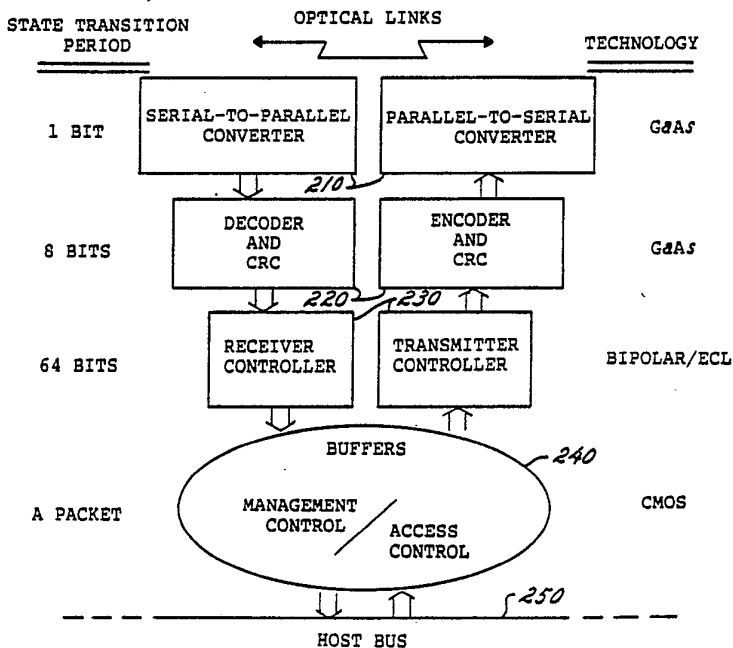 STATE TRANSITION
PERIOD
OPTICAL LINKS
TECHNOLOGY
1 BIT
SERIAL-TO-PARALLEL
CONVERTER
PARALLEL-TO-SERIAL
CONVERTER
GaAs
210
8 BITS
DECODER
AND
CRC
ENCODER
AND
CRC
GaAs
220
230
64 BITS
RECEIVER
CONTROLLER
TRANSMITTER
CONTROLLER
BIPOLAR/ECL
BUFFERS
240
A PACKET
MANAGEMENT
CONTROL
ACCESS
CONTROL
CMOS
250
HOST BUS